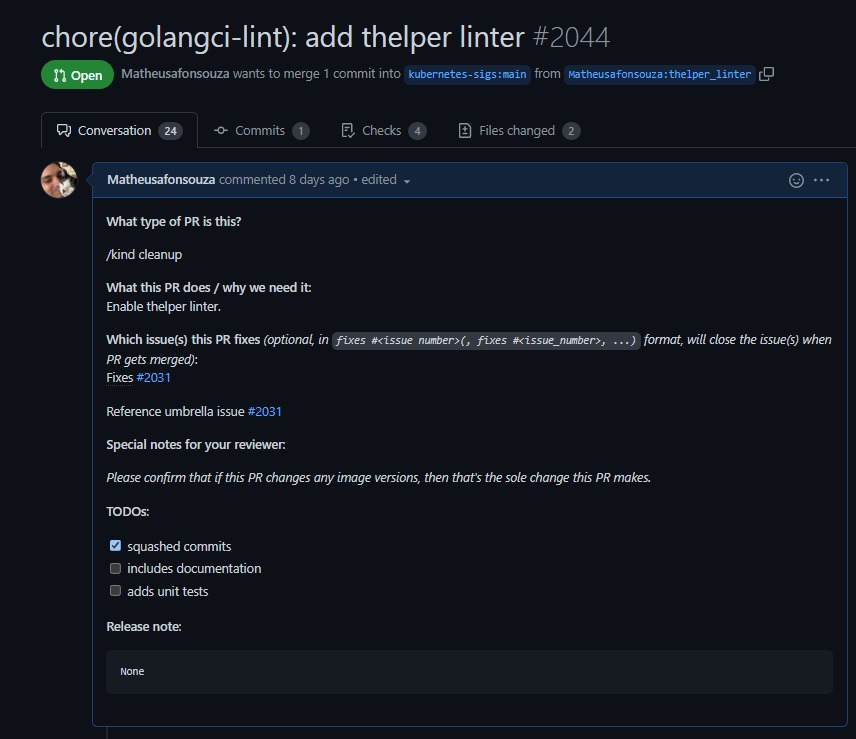 chore(golangci-lint): add thelper linter #2044
Open Matheusafonsouza wants to merge 1 commit into kubernetes-sigs:main from Matheusafonsouza:thelper_linter
Conversation 24 Commits 1 Checks 4 Files changed 2
Matheusafonsouza commented 8 days ago • edited
What type of PR is this?
/kind cleanup
What this PR does / why we need it:
Enable thelper linter.
Which issue(s) this PR fixes (optional, in fixes #<issue number>(, fixes #<issue_number>, ...) format, will close the issue(s) when
PR gets merged):
Fixes #2031
Reference umbrella issue #2031
Special notes for your reviewer:
Please confirm that if this PR changes any image versions, then that's the sole change this PR makes.
TODOs:
squashed commits
includes documentation
adds unit tests
Release note:
None